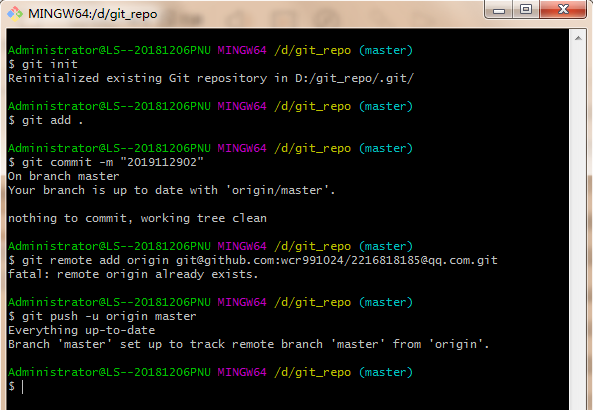 MINGW64:/d/git_repo
Administrator@LS--20181206PNU MINGW64 /d/git_repo (master)
$ git init
Reinitialized existing Git repository in D:/git_repo/.git/
Administrator@LS--20181206PNU MINGW64 /d/git_repo (master)
$ git add .
Administrator@LS--20181206PNU MINGW64 /d/git_repo (master)
$ git commit -m "2019112902"
On branch master
Your branch is up to date with 'origin/master'.
nothing to commit, working tree clean
Administrator@LS--20181206PNU MINGW64 /d/git_repo (master)
$ git remote add origin git@github.com:wcr991024/2216818185@qq.com.git
fatal: remote origin already exists.
Administrator@LS--20181206PNU MINGW64 /d/git_repo (master)
$ git push -u origin master
Everything up-to-date
Branch 'master' set up to track remote branch 'master' from 'origin'.
Administrator@LS--20181206PNU MINGW64 /d/git_repo (master)
$